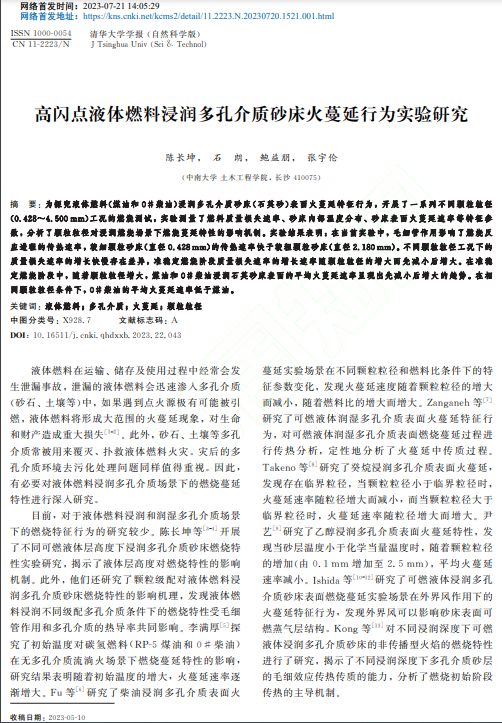 网络首发时间：2023-07-21 14:05:29
网络首发地址：https://kns.cnki.net/kcms2/detail/11.2223.N.20230720.1521.001.html
ISSN 1000-0054
CN 11-2223/N
清华大学学报(自然科学版)
J Tsinghua Univ (Sci & Technol)
高闪点液体燃料浸润多孔介质砂床火蔓延行为实验研究
陈长坤， 石 朗， 鲍益朋， 张宇伦
(中南大学 土木工程学院，长沙 410075)
摘 要：为探究液体燃料(煤油和0＃柴油)浸润多孔介质砂床(石英砂)表面火蔓延特征行为，开展了一系列不同颗粒粒径
(0.428～4.500 mm)工况的燃烧测试，实验测量了燃料质量损失速率、砂床内部温度分布、砂床表面火蔓延速率等特征参
数，分析了颗粒粒径对浸润燃烧场景下燃烧蔓延特性的影响机制。实验结果表明：在当前实验中，毛细管作用影响了燃烧反
应过程的传热速率，较细颗粒砂床(直径0.428 mm)的传热速率快于较粗颗粒砂床(直径2.180 mm)。不同颗粒粒径工况下的
质量损失速率的增长快慢存在差异，准稳定燃烧阶段质量损失速率的增长速率随颗粒粒径的增大而先减小后增大。在准稳
定燃烧阶段中，随着颗粒粒径增大，煤油和0＃柴油浸润石英砂床表面的平均火蔓延速率呈现出先减小后增大的趋势。在相
同颗粒粒径条件下，0＃柴油的平均火蔓延速率低于煤油。
关键词：液体燃料；多孔介质；火蔓延；颗粒粒径
中图分类号：X928.7 文献标志码：A
DOI：10.16511/j.cnki.qhdxxb.2023.22.043
液体燃料在运输、储存及使用过程中经常会发
生泄漏事故，泄漏的液体燃料会迅速渗入多孔介质
(砂石、土壤等)中，如果遇到点火源极有可能被引
燃，液体燃料将形成大范围的火蔓延现象，对生命
和财产造成重大损失[1-2]。此外，砂石、土壤等多孔
介质常被用来覆灭、扑救液体燃料火灾。灾后的多
孔介质环境去污化处理问题同样值得重视。因此，
有必要对液体燃料浸润多孔介质场景下的燃烧蔓延
特性进行深入研究。
目前，对于液体燃料浸润和润湿多孔介质场景
下的燃烧特征行为的研究较少。陈长坤等[3-4]开展
了不同可燃液体层高度下浸润多孔介质砂床燃烧特
性实验研究，揭示了液体层高度对燃烧特性的影响
机制。此外，他们还研究了颗粒级配对液体燃料浸
润多孔介质砂床燃烧特性的影响机理，发现液体燃
料浸润不同级配多孔介质条件下的燃烧特性受毛细
管作用和多孔介质的热导率共同影响。李满厚[5]探
究了初始温度对碳氢燃料(RP-5 煤油和 0＃柴油)
在无多孔介质流淌火场景下燃烧蔓延特性的影响，
研究结果表明随着初始温度的增大，火蔓延速率逐
渐增大。Fu 等[6]研究了柴油浸润多孔介质表面火
蔓延实验场景在不同颗粒粒径和燃料比条件下的特
征参数变化，发现火蔓延速度随着颗粒粒径的增大
而减小，随着燃料比的增大而增大。Zanganeh 等[7]
研究了可燃液体润湿多孔介质表面火蔓延特征行
为，对可燃液体润湿多孔介质表面燃烧蔓延过程进
行传热分析，定性地分析了火蔓延中传质过程。
Takeno 等[8]研究了癸烷浸润多孔介质表面火蔓延，
发现存在临界粒径，当颗粒粒径小于临界粒径时，
火蔓延速率随粒径增大而减小，而当颗粒粒径大于
临界粒径时，火蔓延速率随粒径增大而增大。尹
艺[9]研究了乙醇浸润多孔介质表面火蔓延特性，发
现当砂层温度小于化学当量温度时，随着颗粒粒径
的增加(由 0.1 mm 增加至 2.5 mm)，平均火蔓延
速率减小。Ishida 等[10-12]研究了可燃液体浸润多孔介
质砂床表面燃烧蔓延实验场景在外界风作用下的
火蔓延特征行为，发现外界风可以影响砂床表面可
燃蒸气层结构。Kong 等[13]对不同浸润深度下可燃
液体浸润多孔介质砂床的非传播型火焰的燃烧特性
进行了研究，揭示了不同浸润深度下多孔介质砂层
的毛细效应传热传质的能力，分析了燃烧初始阶段
传热的主导机制。
收稿日期：2023-05-10